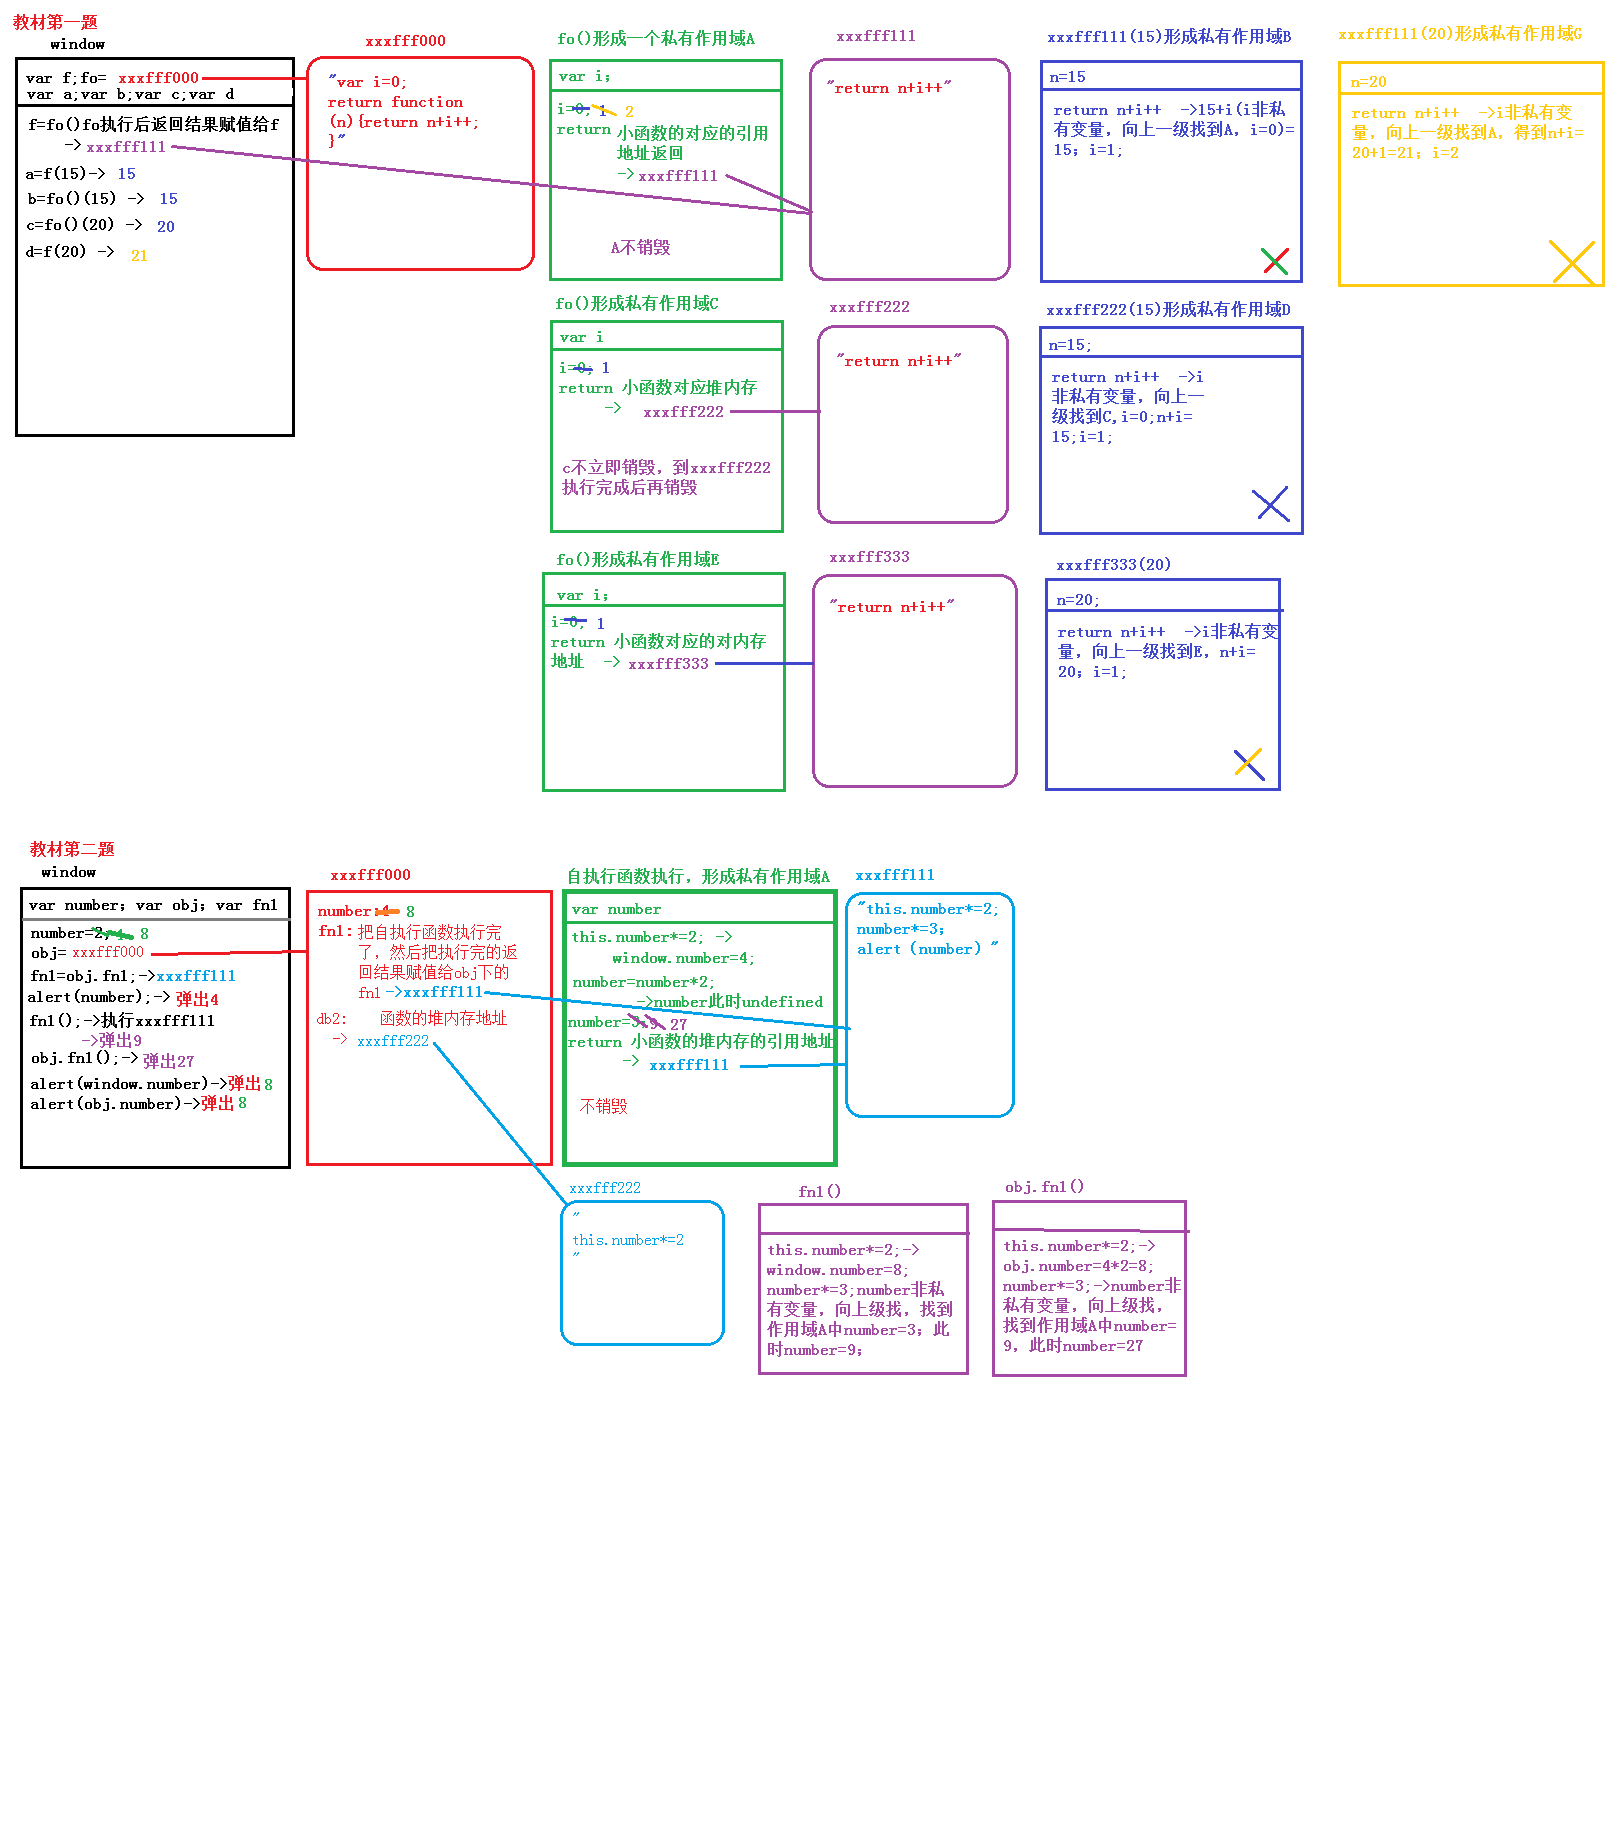 教材第一题
window
var f;fo= xxxfff000
var a;var b;var c;var d
f=fo()fo执行后返回结果赋值给f
-> xxxfff111
a=f(15)-> 15
b=fo()(15) -> 15
c=fo()(20) -> 20
d=f(20) -> 21
xxxfff000
"var i=0;
return function
(n){return n+i++;
}"
fo()形成一个私有作用域A
var i;
i=0; 1 2
return 小函数的对应的引用
地址返回
->xxxfff111
A不销毁
xxxfff111
"return n+i++"
xxxfff111(15)形成私有作用域B
n=15
return n+i++ ->15+i(i非私
有变量，向上一级找到A，i=0)=
15; i=1;
xxxfff111(20)形成私有作用域G
n=20
return n+i++ ->i非私有变
量，向上一级找到A，得到n+i=
20+1=21; i=2
fo()形成私有作用域C
var i
i=0; 1
return 小函数对应堆内存
-> xxxfff222
c不立即销毁，到xxxfff222
执行完成后再销毁
xxxfff222
"return n+i++"
xxxfff222(15)形成私有作用域D
n=15;
return n+i++ ->i
非私有变量，向上一
级找到C,i=0;n+i=
15;i=1;
fo()形成私有作用域E
var i;
i=0; 1
return 小函数对应的对内存
地址 -> xxxfff333
xxxfff333
"return n+i++"
xxxfff333(20)
n=20;
return n+i++ ->i非私有变
量，向上一级找到E，n+i=
20; i=1;
教材第二题
window
var number; var obj; var fn1
number=2; 4 8
obj= xxxfff000
fn1=obj.fn1;->xxxfff111
alert(number);-> 弹出4
fn1();->执行xxxfff111
->弹出9
obj.fn1();-> 弹出27
alert(window.number)->弹出8
alert(obj.number)->弹出8
xxxfff000
number:4 8
fn1: 把自执行函数执行完
了，然后把执行完的返
回结果赋值给obj下的
fn1 ->xxxfff111
db2: 函数的堆内存地址
-> xxxfff222
自执行函数执行，形成私有作用域A
var number
this.number*=2; ->
window.number=4;
number=number*2;
->number此时undefined
number=3; 9 27
return 小函数的堆内存的引用地址
-> xxxfff111
不销毁
xxxfff111
"this.number*=2;
number*=3;
alert (number) "
xxxfff222
"
this.number*=2
"
fn1()
this.number*=2;->
window.number=8;
number*=3;number非私
有变量，向上级找，找到
作用域A中number=3; 此
时number=9;
obj.fn1()
this.number*=2;->
obj.number=4*2=8;
number*=3;->number非
私有变量，向上级找，
找到作用域A中number=
9，此时number=27